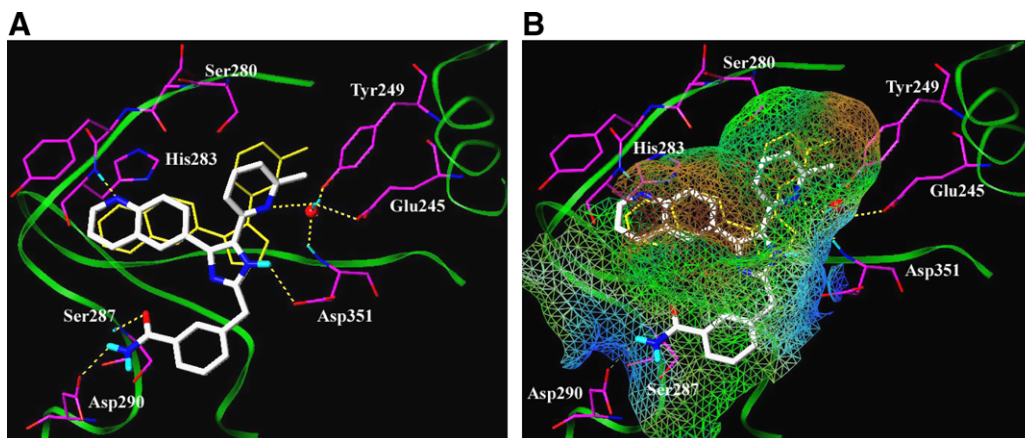 A
Ser280
Tyr249
His283
Glu245
Ser287
Asp351
Asp290
B
Ser280
Tyr249
His283
Glu245
Asp351
Ser287
Asp290